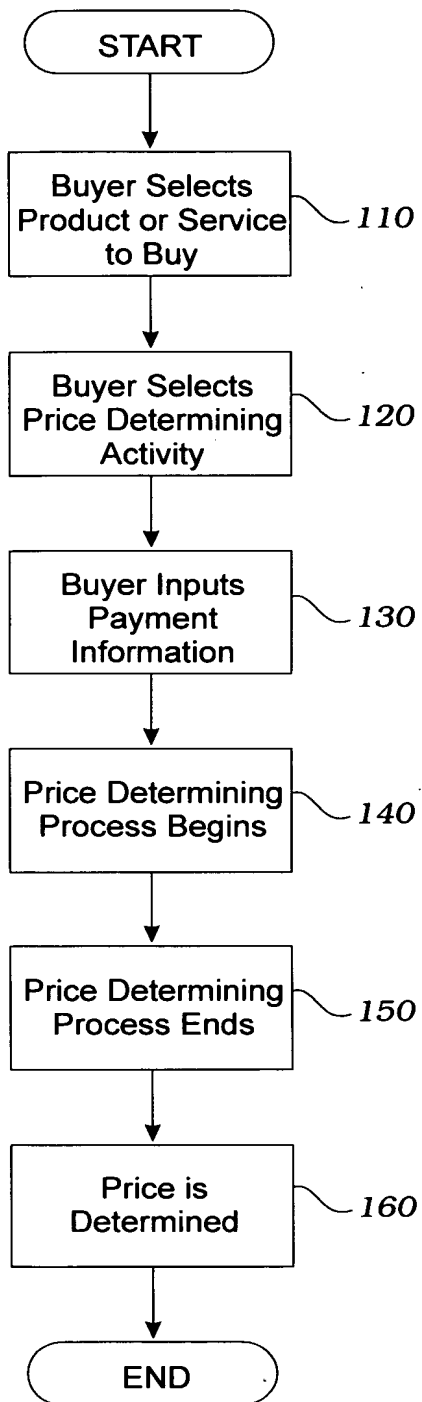 START
Buyer Selects
Product or Service
to Buy
110
Buyer Selects
Price Determining
Activity
120
Buyer Inputs
Payment
Information
130
Price Determining
Process Begins
140
Price Determining
Process Ends
150
Price is
Determined
160
END